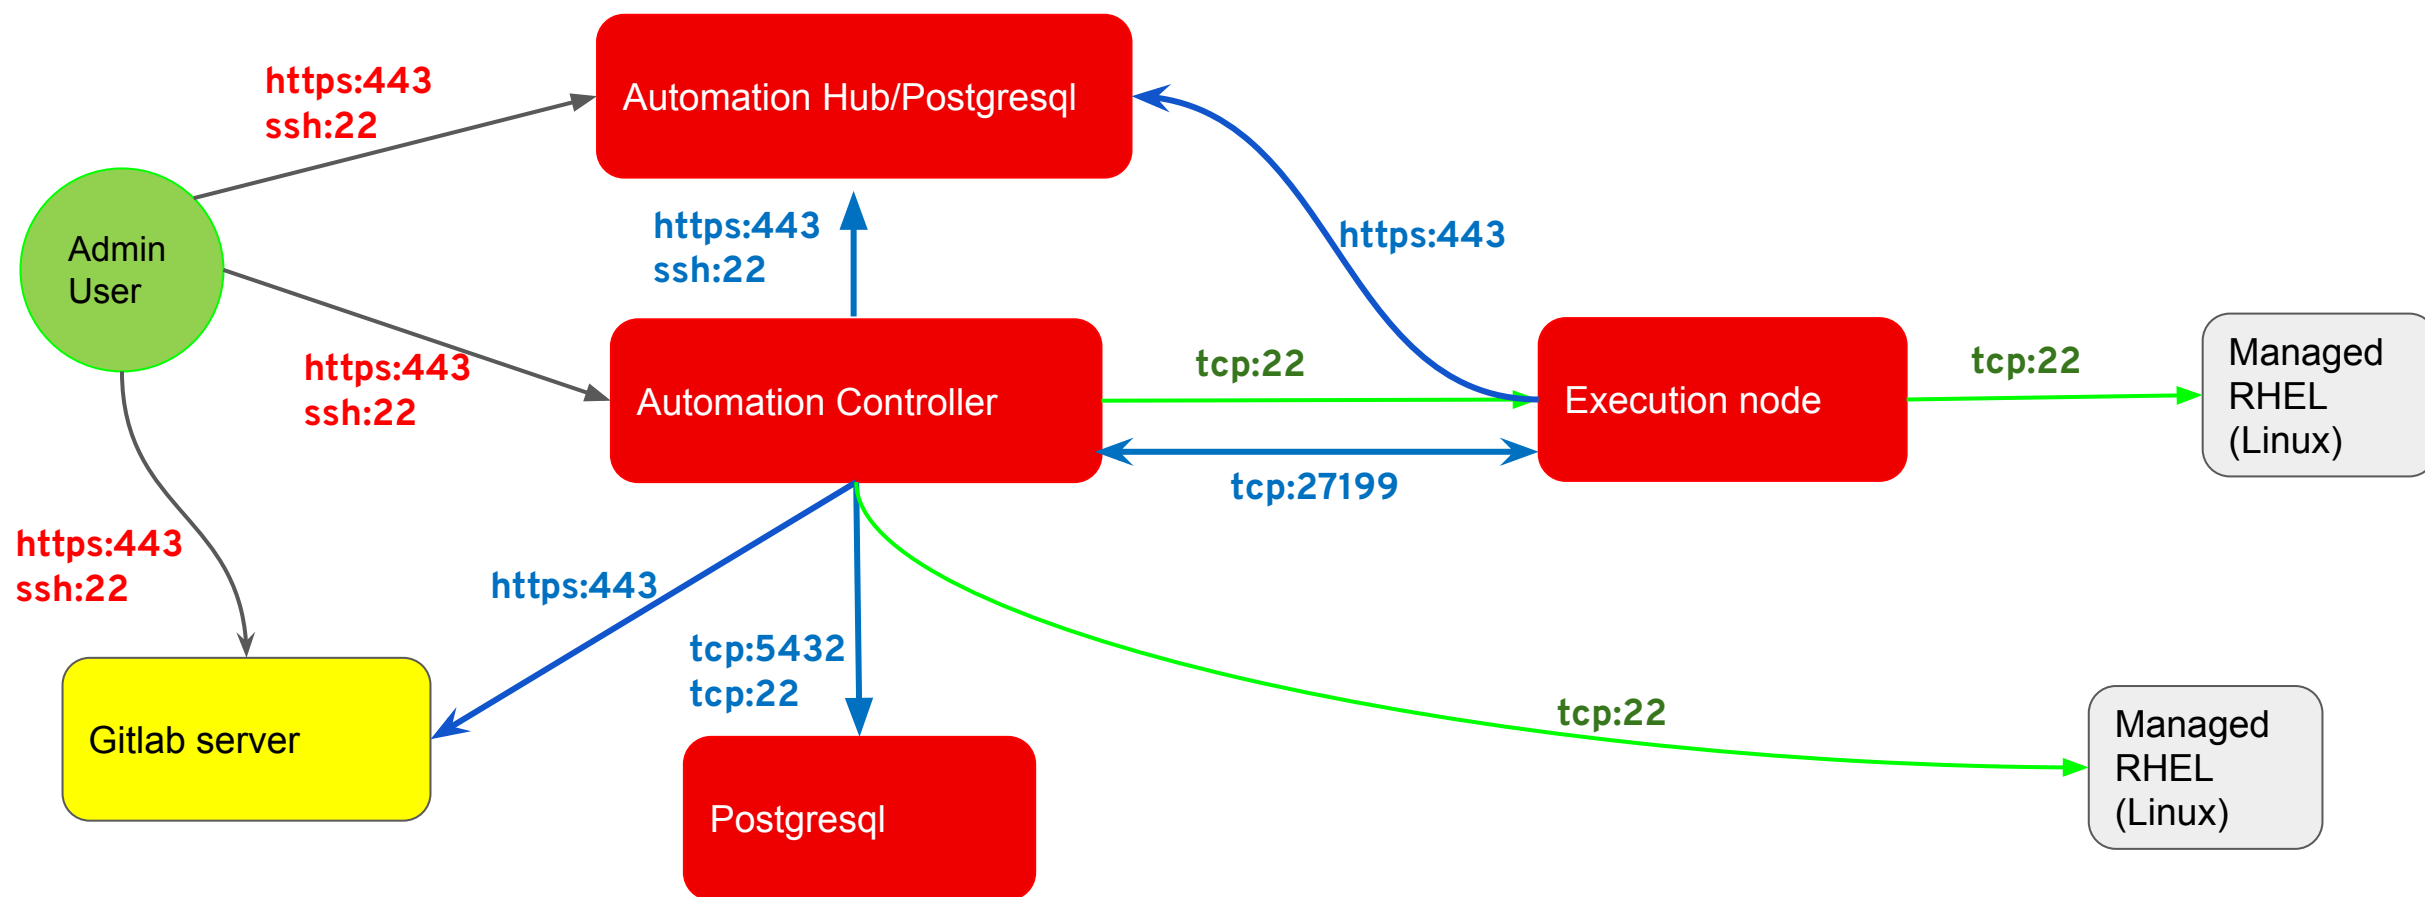 https:443
ssh:22
Automation Hub/Postgresql
Admin
User
https:443
ssh:22
https:443
https:443
ssh:22
Automation Controller
tcp:22
Execution node
tcp:22
Managed
RHEL
(Linux)
tcp:27199
https:443
ssh:22
https:443
tcp:5432
tcp:22
tcp:22
Gitlab server
Postgresql
Managed
RHEL
(Linux)